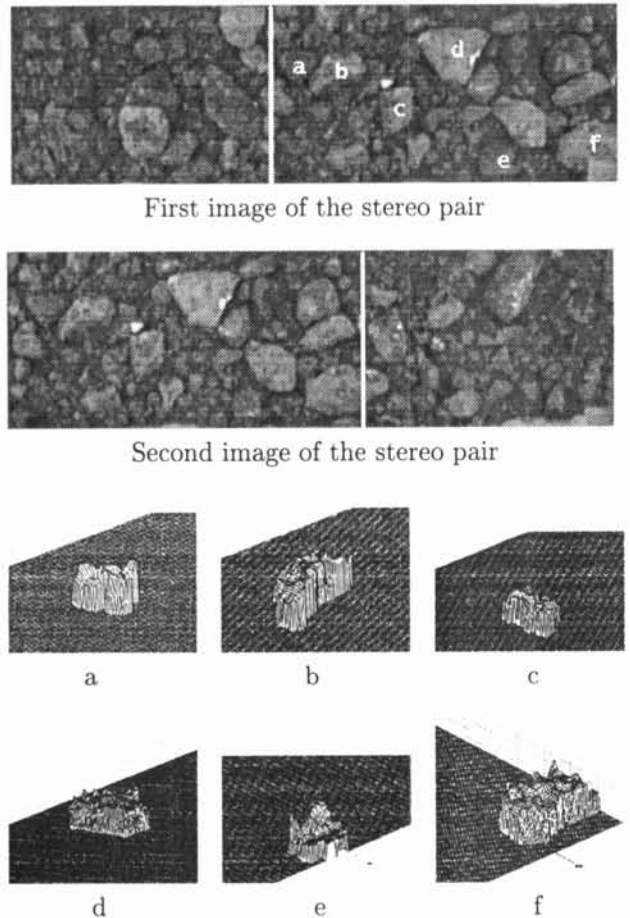 a b c d e f
First image of the stereo pair
Second image of the stereo pair
a b c
d e f